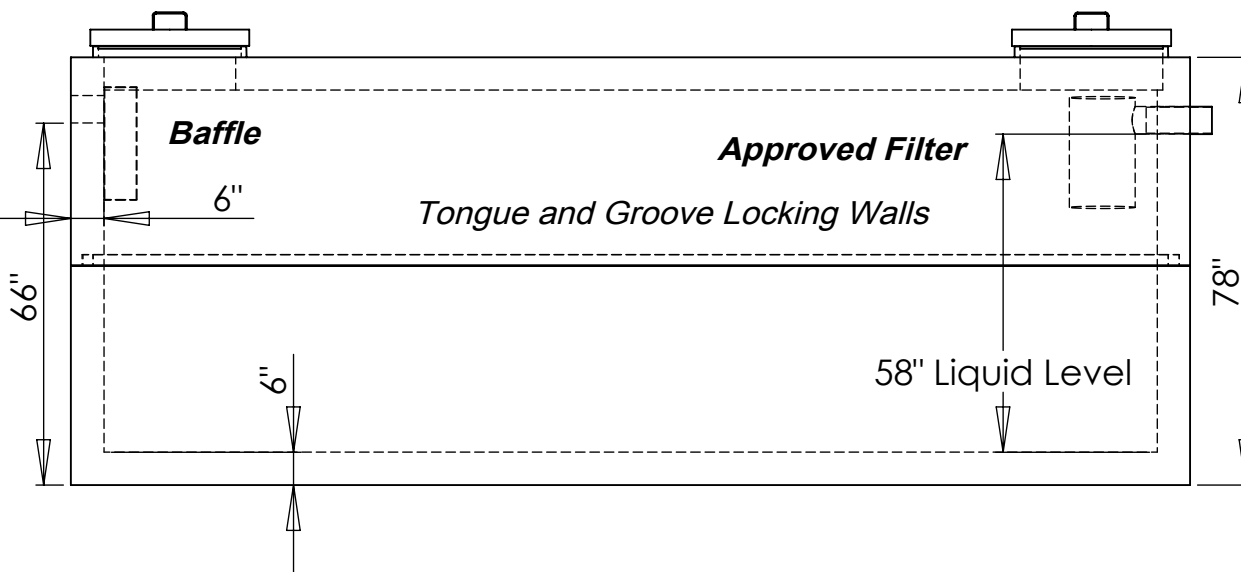 Baffle
Approved Filter
6"
Tongue and Groove Locking Walls
66"
78"
6"
58" Liquid Level